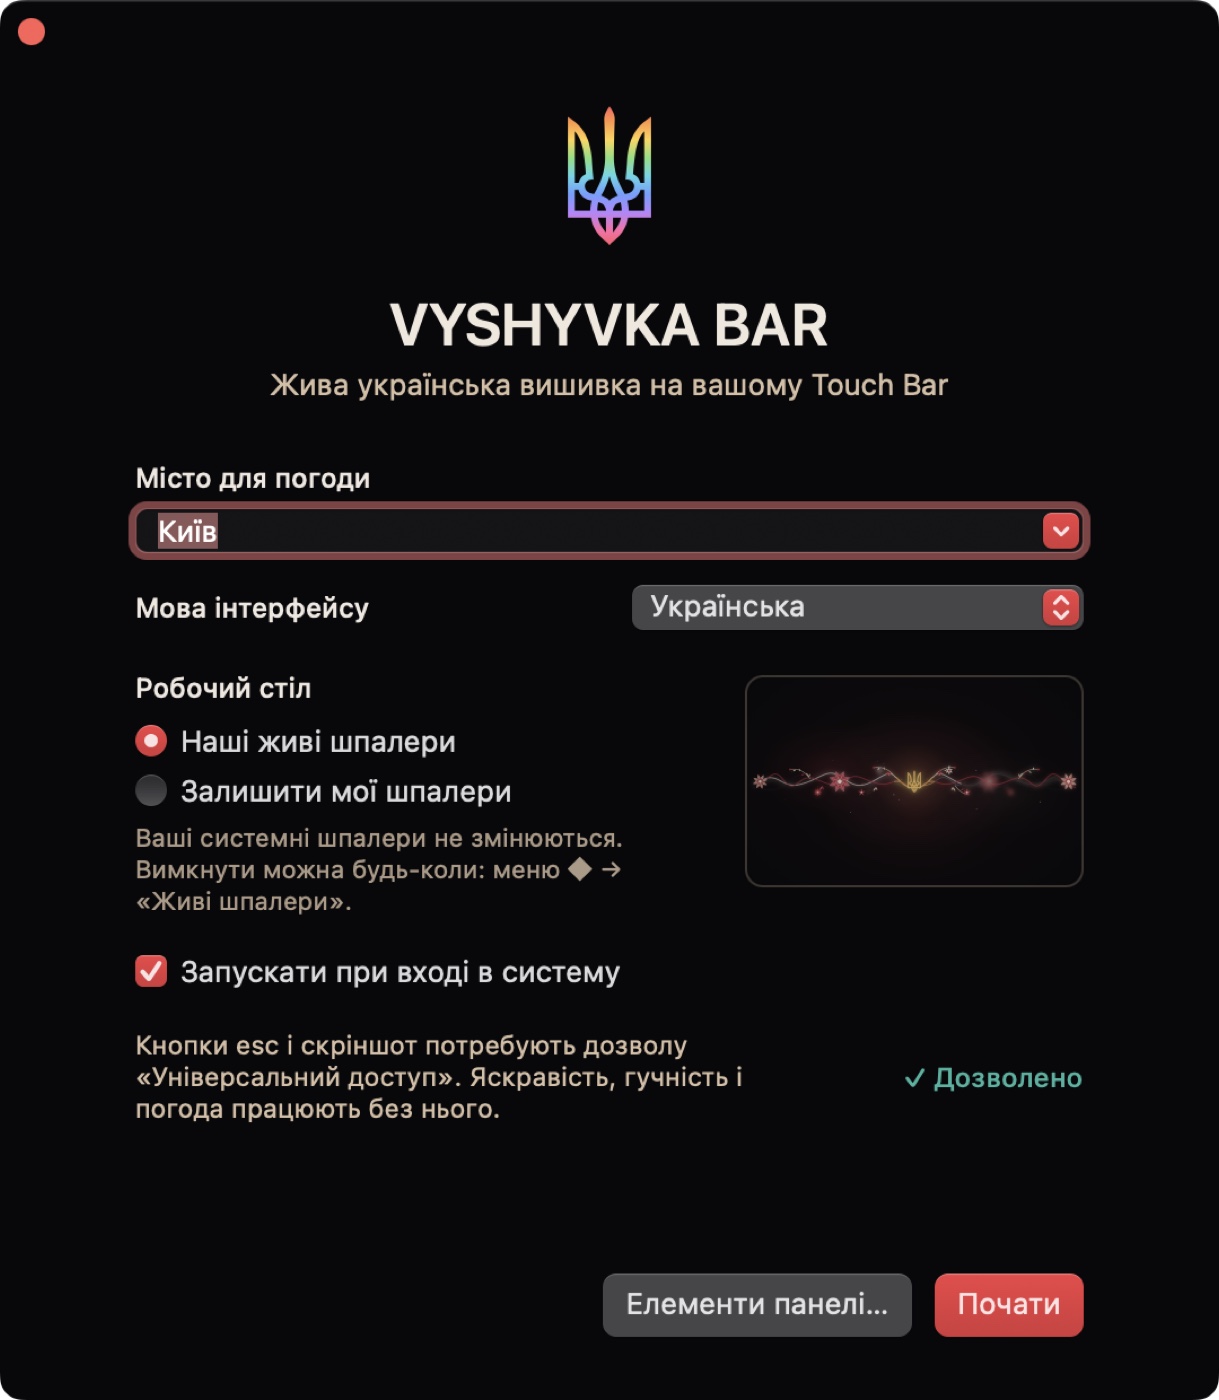 VYSHYVKA BAR
Жива українська вишивка на вашому Touch Bar
Місто для погоди
Київ
Мова інтерфейсу
Українська
Робочий стіл
Наші живі шпалери
Залишити мої шпалери
Ваші системні шпалери не змінюються.
Вимкнути можна будь-коли: меню ◆ →
«Живі шпалери».
Запускати при вході в систему
Кнопки esc і скріншот потребують дозволу
«Універсальний доступ». Яскравість, гучність і
погода працюють без нього.
✓ Дозволено
Елементи панелі...
Почати